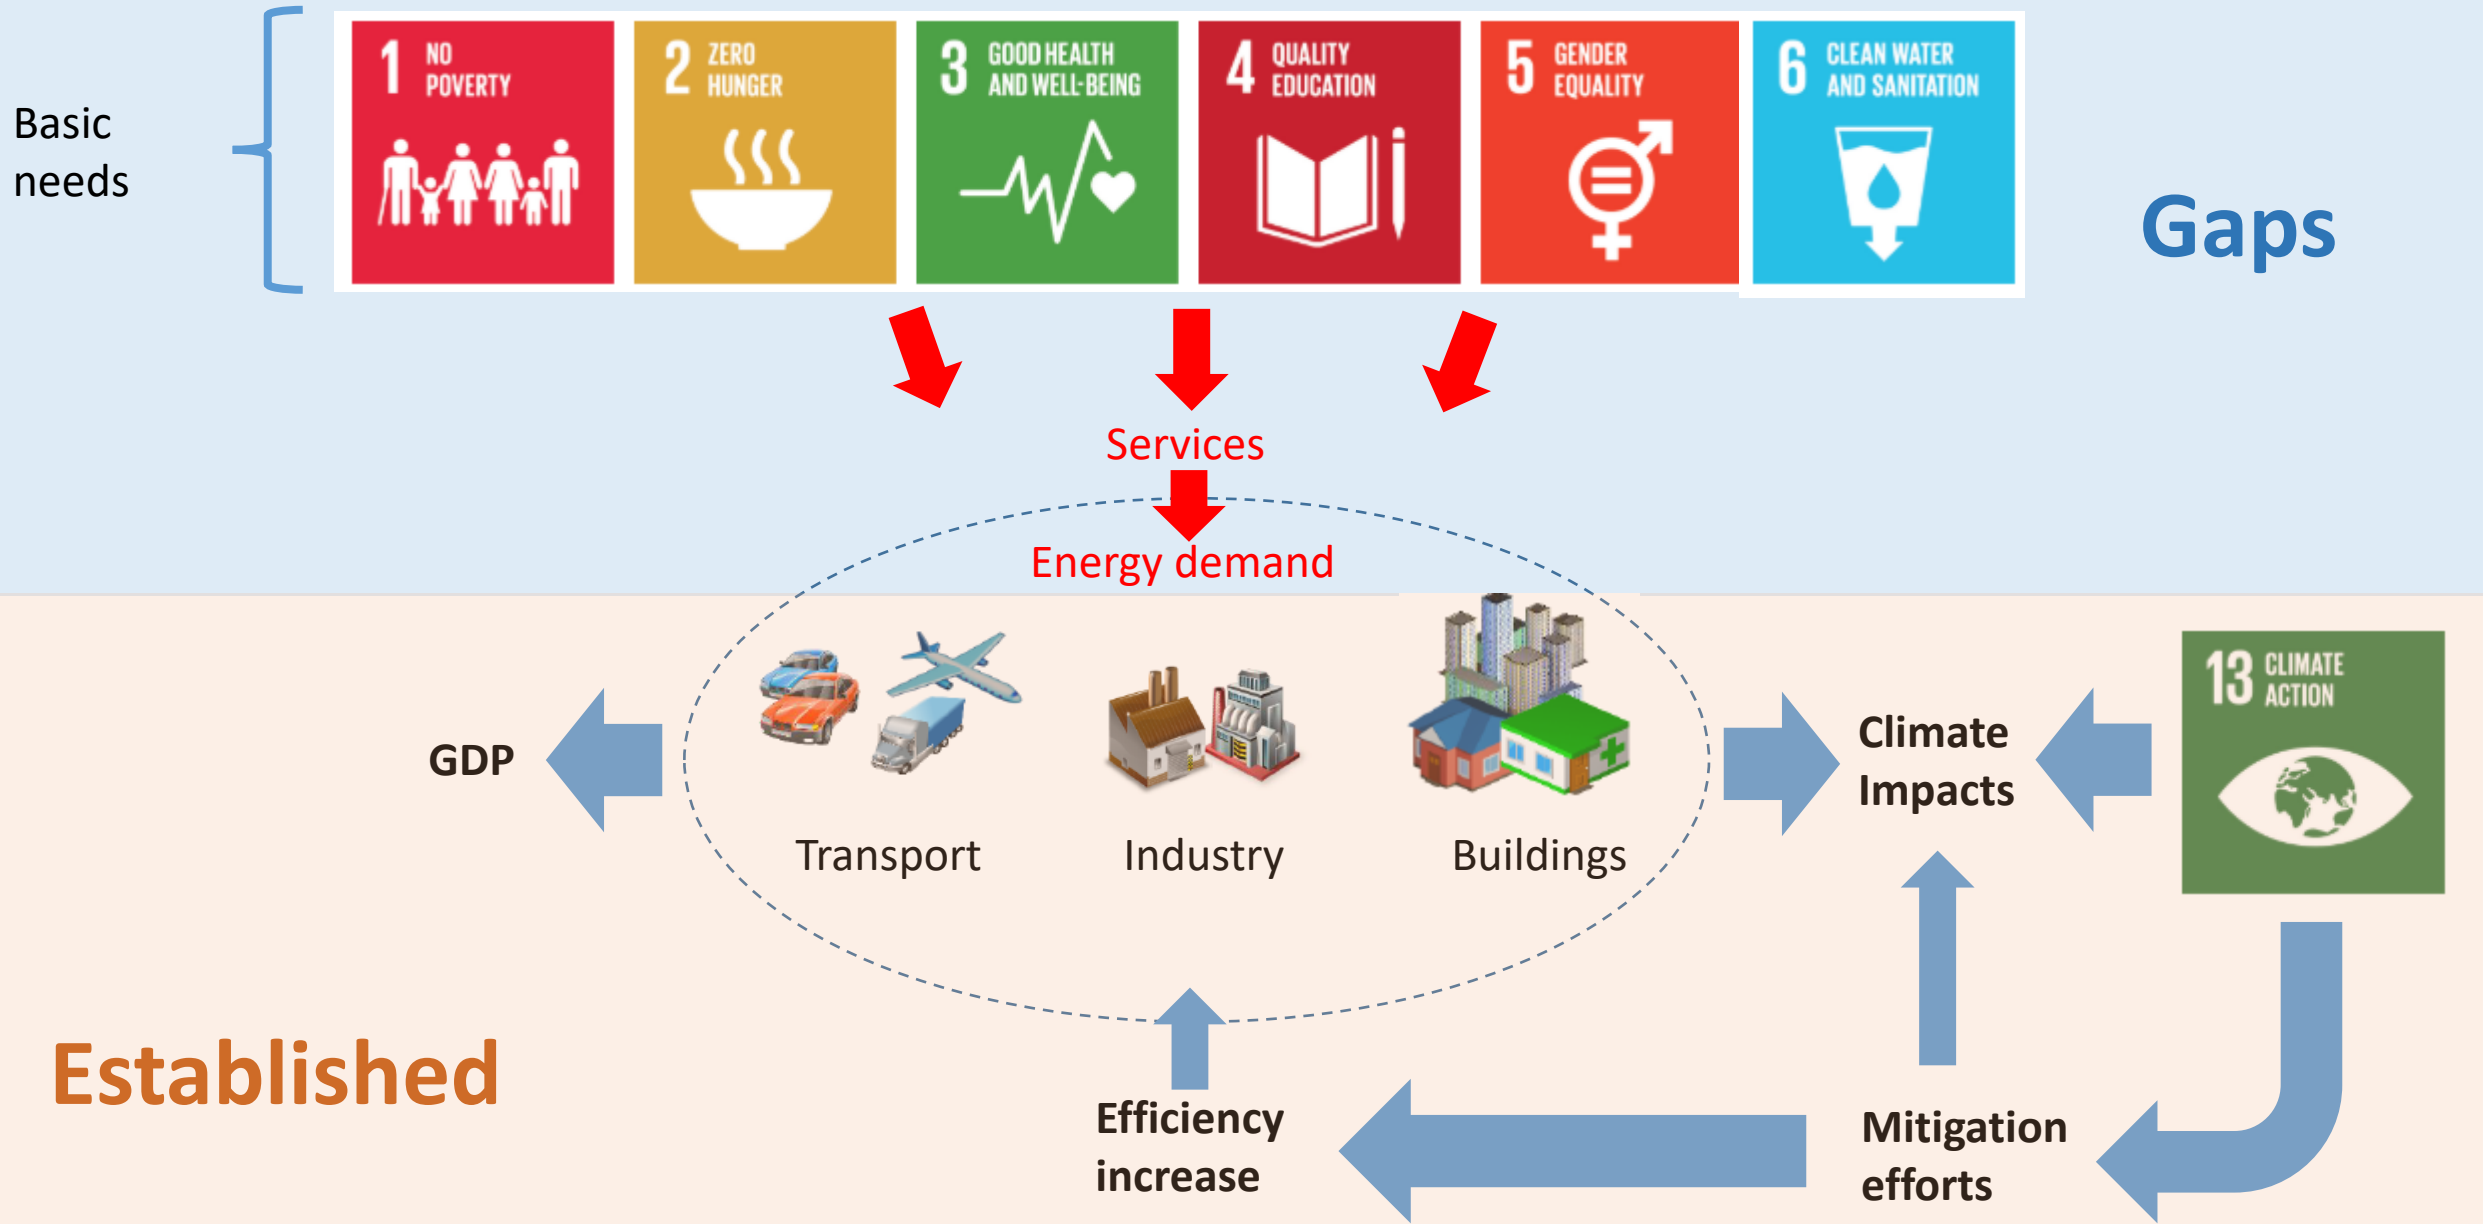 1 NO
POVERTY
2 ZERO
HUNGER
3 GOOD HEALTH
AND WELL-BEING
4 QUALITY
EDUCATION
5 GENDER
EQUALITY
6 CLEAN WATER
AND SANITATION
Basic
needs
Gaps
Services
Energy demand
13 CLIMATE
ACTION
GDP
Climate
Impacts
Transport
Industry
Buildings
Established
Efficiency
increase
Mitigation
efforts